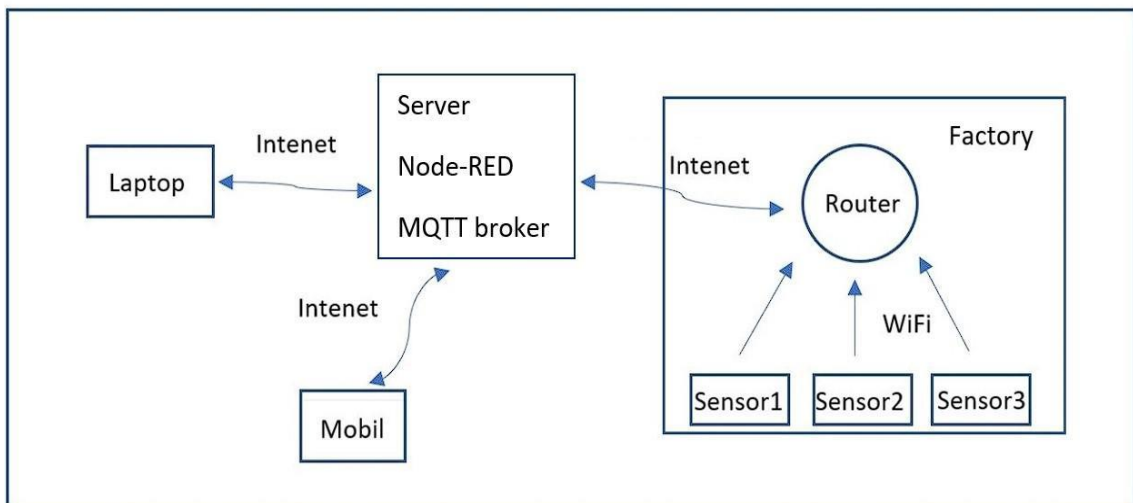 Server
Factory
Intenet
Node-RED
Intenet
Laptop
Router
MQTT broker
Intenet
WiFi
Sensor1
Sensor2
Sensor3
Mobil